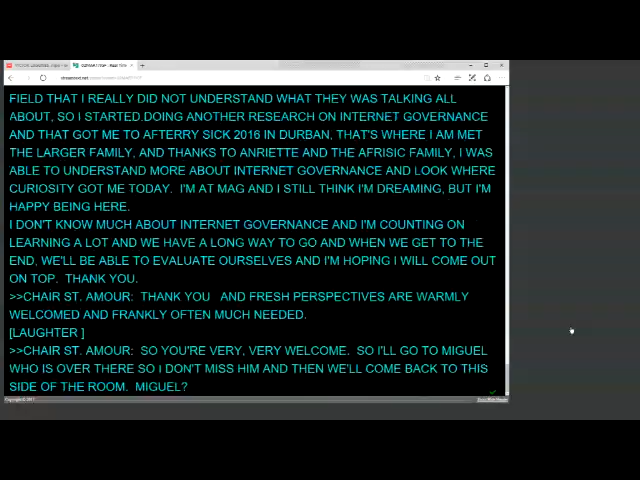 FIELD THAT I REALLY DID NOT UNDERSTAND WHAT THEY WAS TALKING ALL
ABOUT, SO I STARTED.DOING ANOTHER RESEARCH ON INTERNET GOVERNANCE
AND THAT GOT ME TO AFTERRY SICK 2016 IN DURBAN, THAT'S WHERE I AM MET
THE LARGER FAMILY, AND THANKS TO ANRIETTE AND THE AFRISIC FAMILY, I WAS
ABLE TO UNDERSTAND MORE ABOUT INTERNET GOVERNANCE AND LOOK WHERE
CURIOSITY GOT ME TODAY.  I'M AT MAG AND I STILL THINK I'M DREAMING, BUT I'M
HAPPY BEING HERE.
I DON'T KNOW MUCH ABOUT INTERNET GOVERNANCE AND I'M COUNTING ON
LEARNING A LOT AND WE HAVE A LONG WAY TO GO AND WHEN WE GET TO THE
END, WE'LL BE ABLE TO EVALUATE OURSELVES AND I'M HOPING I WILL COME OUT
ON TOP.  THANK YOU.
>>CHAIR ST. AMOUR:  THANK YOU   AND FRESH PERSPECTIVES ARE WARMLY
WELCOMED AND FRANKLY OFTEN MUCH NEEDED.
[LAUGHTER ]
>>CHAIR ST. AMOUR:  SO YOU'RE VERY, VERY WELCOME.  SO I'LL GO TO MIGUEL
WHO IS OVER THERE SO I DON'T MISS HIM AND THEN WE'LL COME BACK TO THIS
SIDE OF THE ROOM.  MIGUEL?